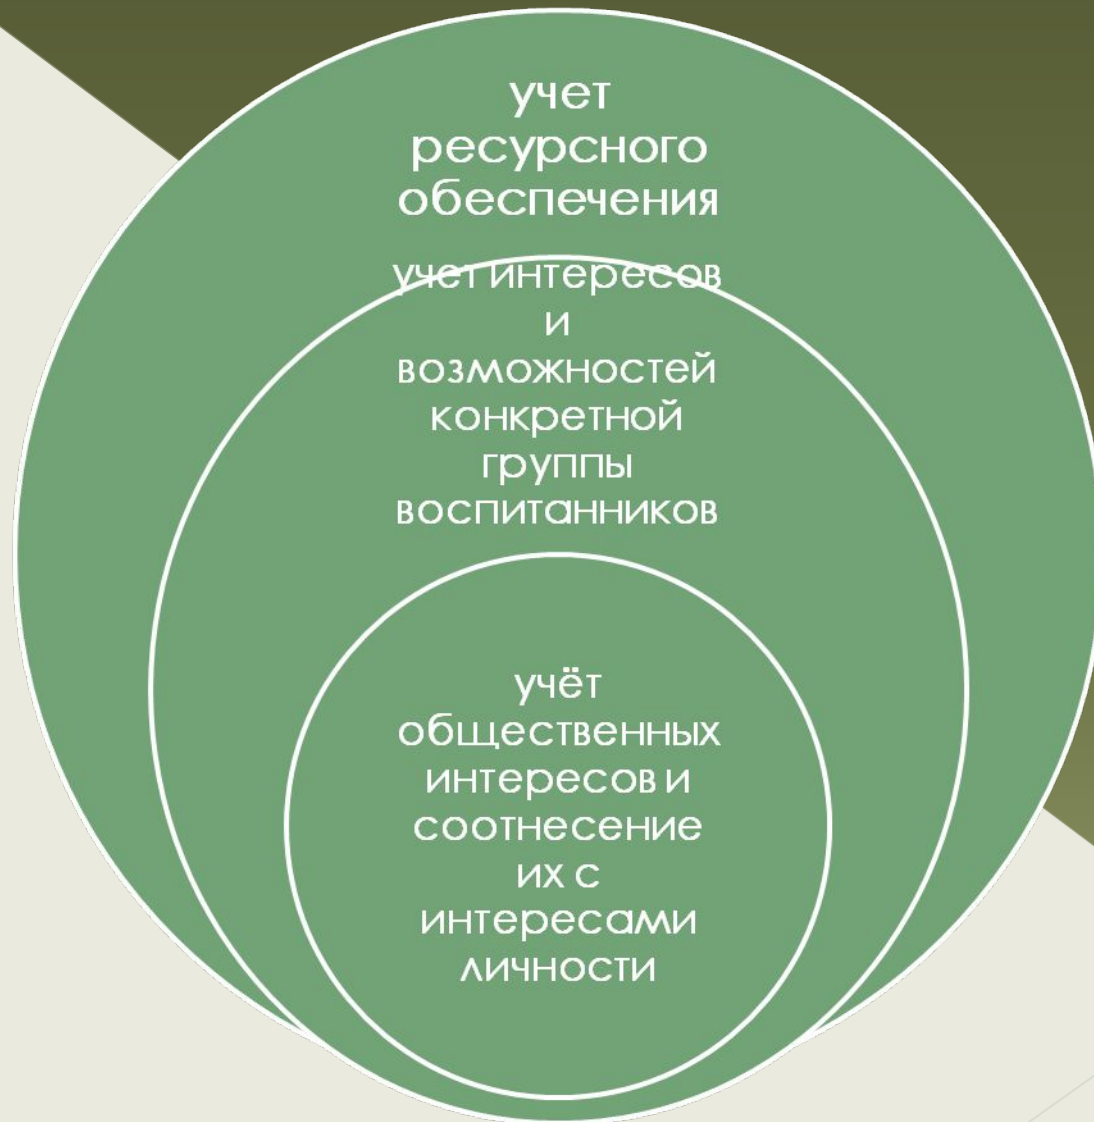 учет
ресурсного
обеспечения
учет интересов
и
возможностей
конкретной
группы
воспитанников
учёт
общественных
интересов и
соотнесение
их с
интересами
личности